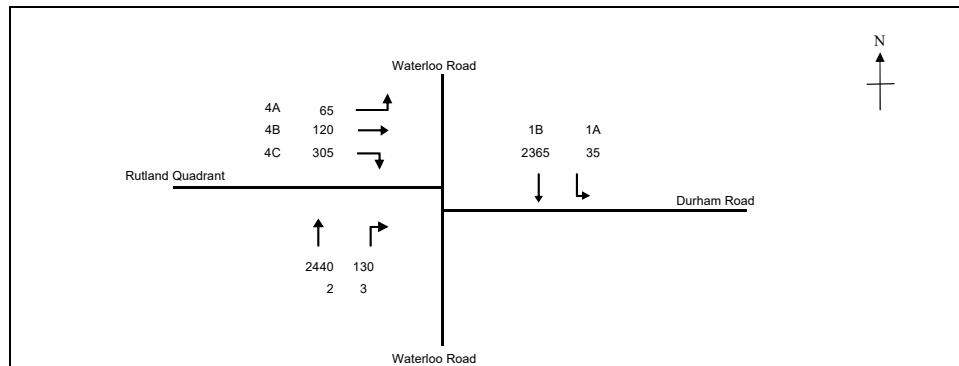 N
Waterloo Road
4A 65
4B 120
4C 305
1B 1A
2365 35
Rutland Quadrant
Durham Road
2440 130
2 3
Waterloo Road